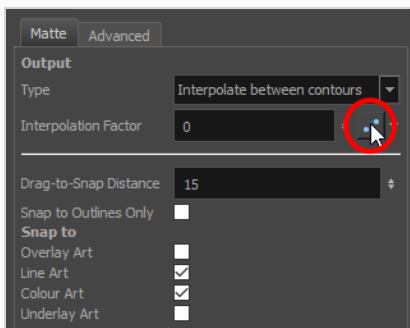 Matte Advanced
Output
Type Interpolate between contours
Interpolation Factor 0
Drag-to-Snap Distance 15
Snap to Outlines Only
Snap to
Overlay Art
Line Art
Colour Art
Underlay Art